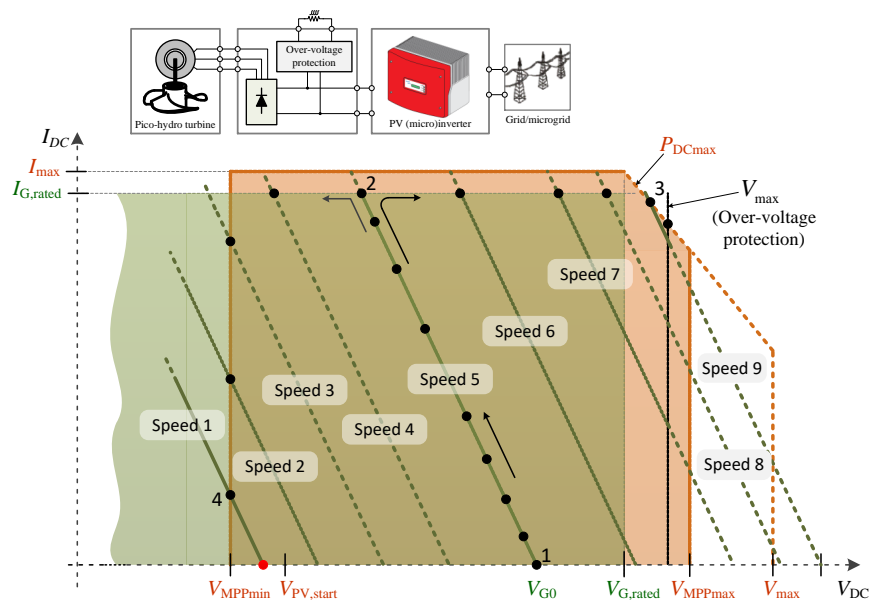 Over-voltage
protection
Pico-hydro turbine
PV (micro)inverter
Grid/microgrid
I_DC
I_max
I_G,rated
P_DCmax
V_max
(Over-voltage
protection)
2
3
Speed 7
Speed 6
Speed 9
Speed 5
Speed 3
Speed 1
Speed 4
Speed 2
Speed 8
4
1
V_MPPmin
V_PV,start
V_G0
V_G,rated
V_MPPmax
V_max
V_DC